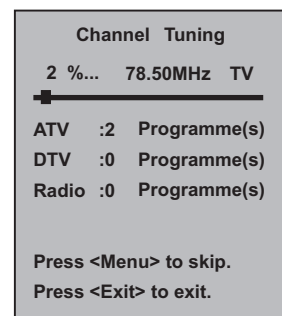 Channel Tuning
2 %... 78.50MHz TV
ATV :2 Programme(s)
DTV :0 Programme(s)
Radio :0 Programme(s)
Press <Menu> to skip.
Press <Exit> to exit.